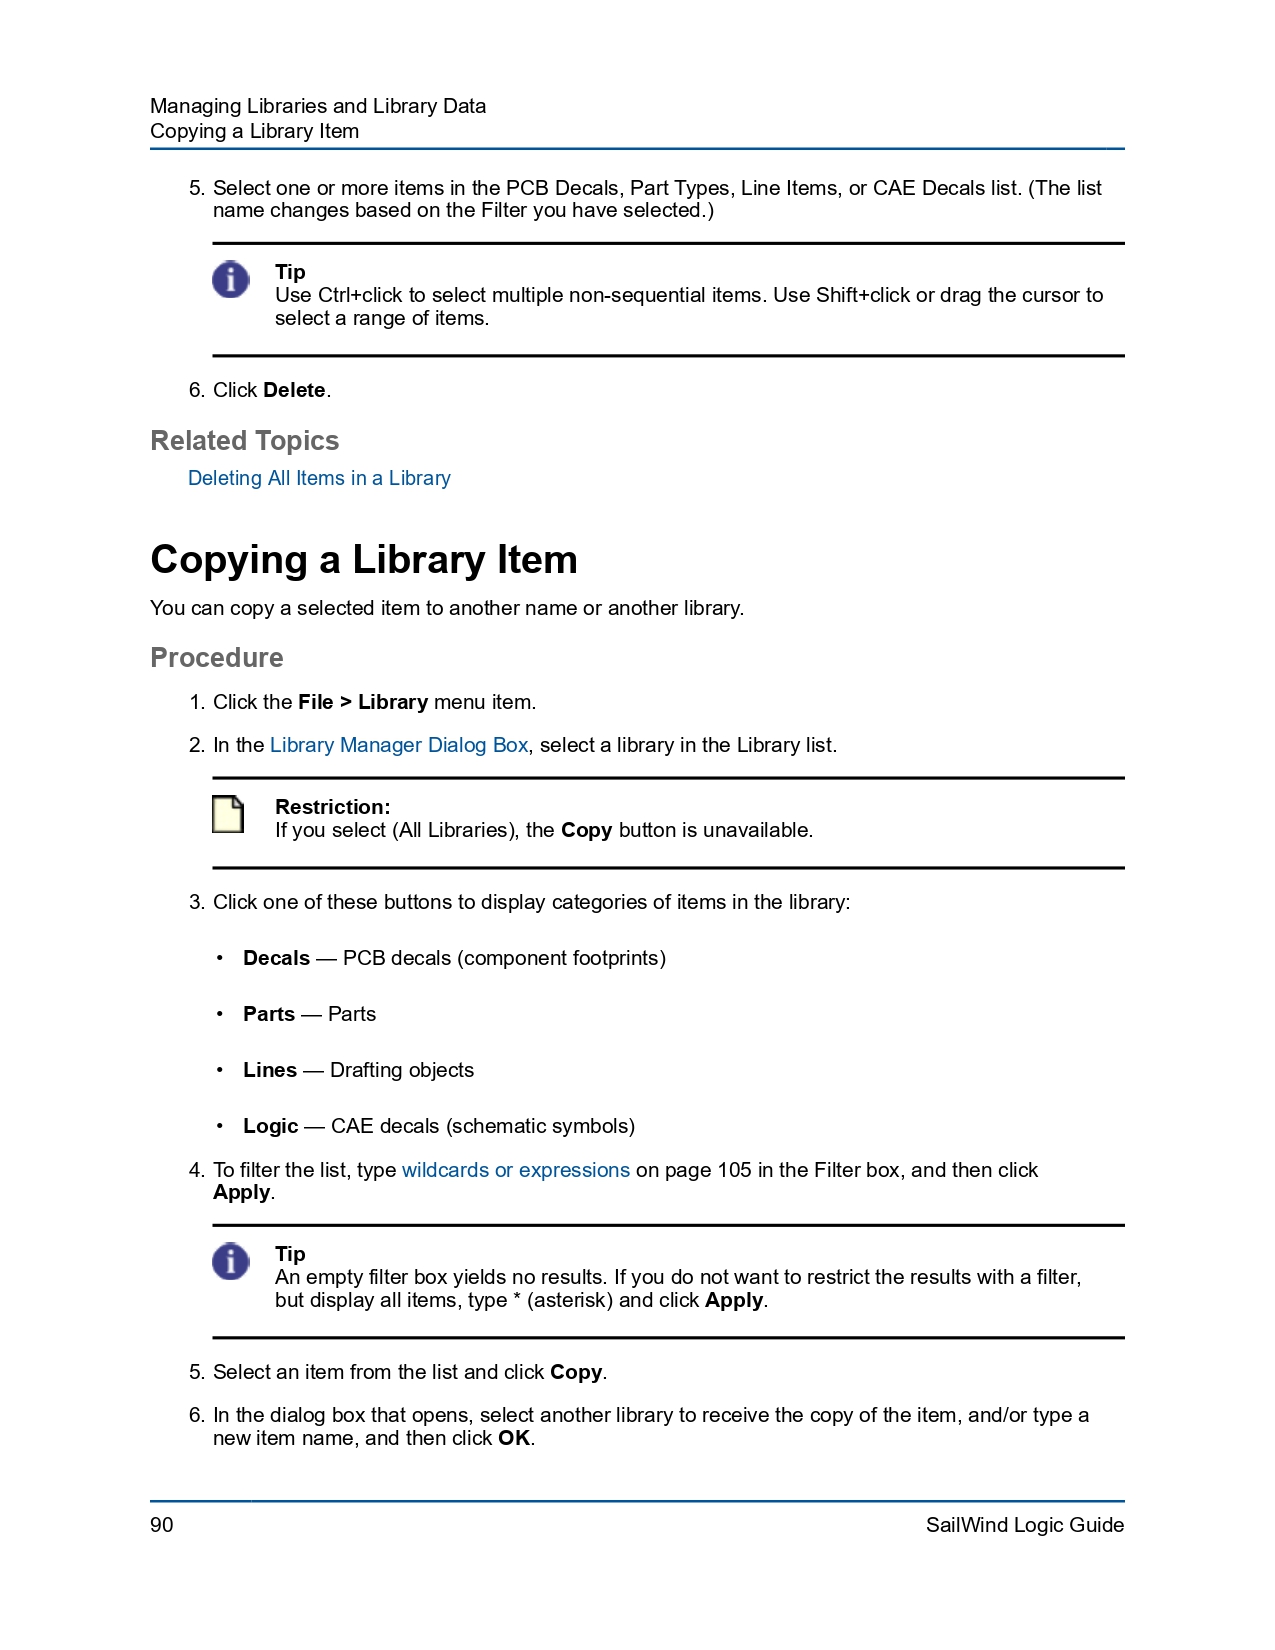 Managing Libraries and Library Data
Copying a Library Item
5. Select one or more items in the PCB Decals, Part Types, Line Items, or CAE Decals list. (The list
name changes based on the Filter you have selected.)
Tip
Use Ctrl+click to select multiple non-sequential items. Use Shift+click or drag the cursor to
select a range of items.
6. Click Delete.
Related Topics
Deleting All Items in a Library
Copying a Library Item
You can copy a selected item to another name or another library.
Procedure
1. Click the File > Library menu item.
2. In the Library Manager Dialog Box, select a library in the Library list.
Restriction:
If you select (All Libraries), the Copy button is unavailable.
3. Click one of these buttons to display categories of items in the library:
• Decals — PCB decals (component footprints)
• Parts — Parts
• Lines — Drafting objects
• Logic — CAE decals (schematic symbols)
4. To filter the list, type wildcards or expressions on page 105 in the Filter box, and then click
Apply.
Tip
An empty filter box yields no results. If you do not want to restrict the results with a filter,
but display all items, type * (asterisk) and click Apply.
5. Select an item from the list and click Copy.
6. In the dialog box that opens, select another library to receive the copy of the item, and/or type a
new item name, and then click OK.
90
SailWind Logic Guide